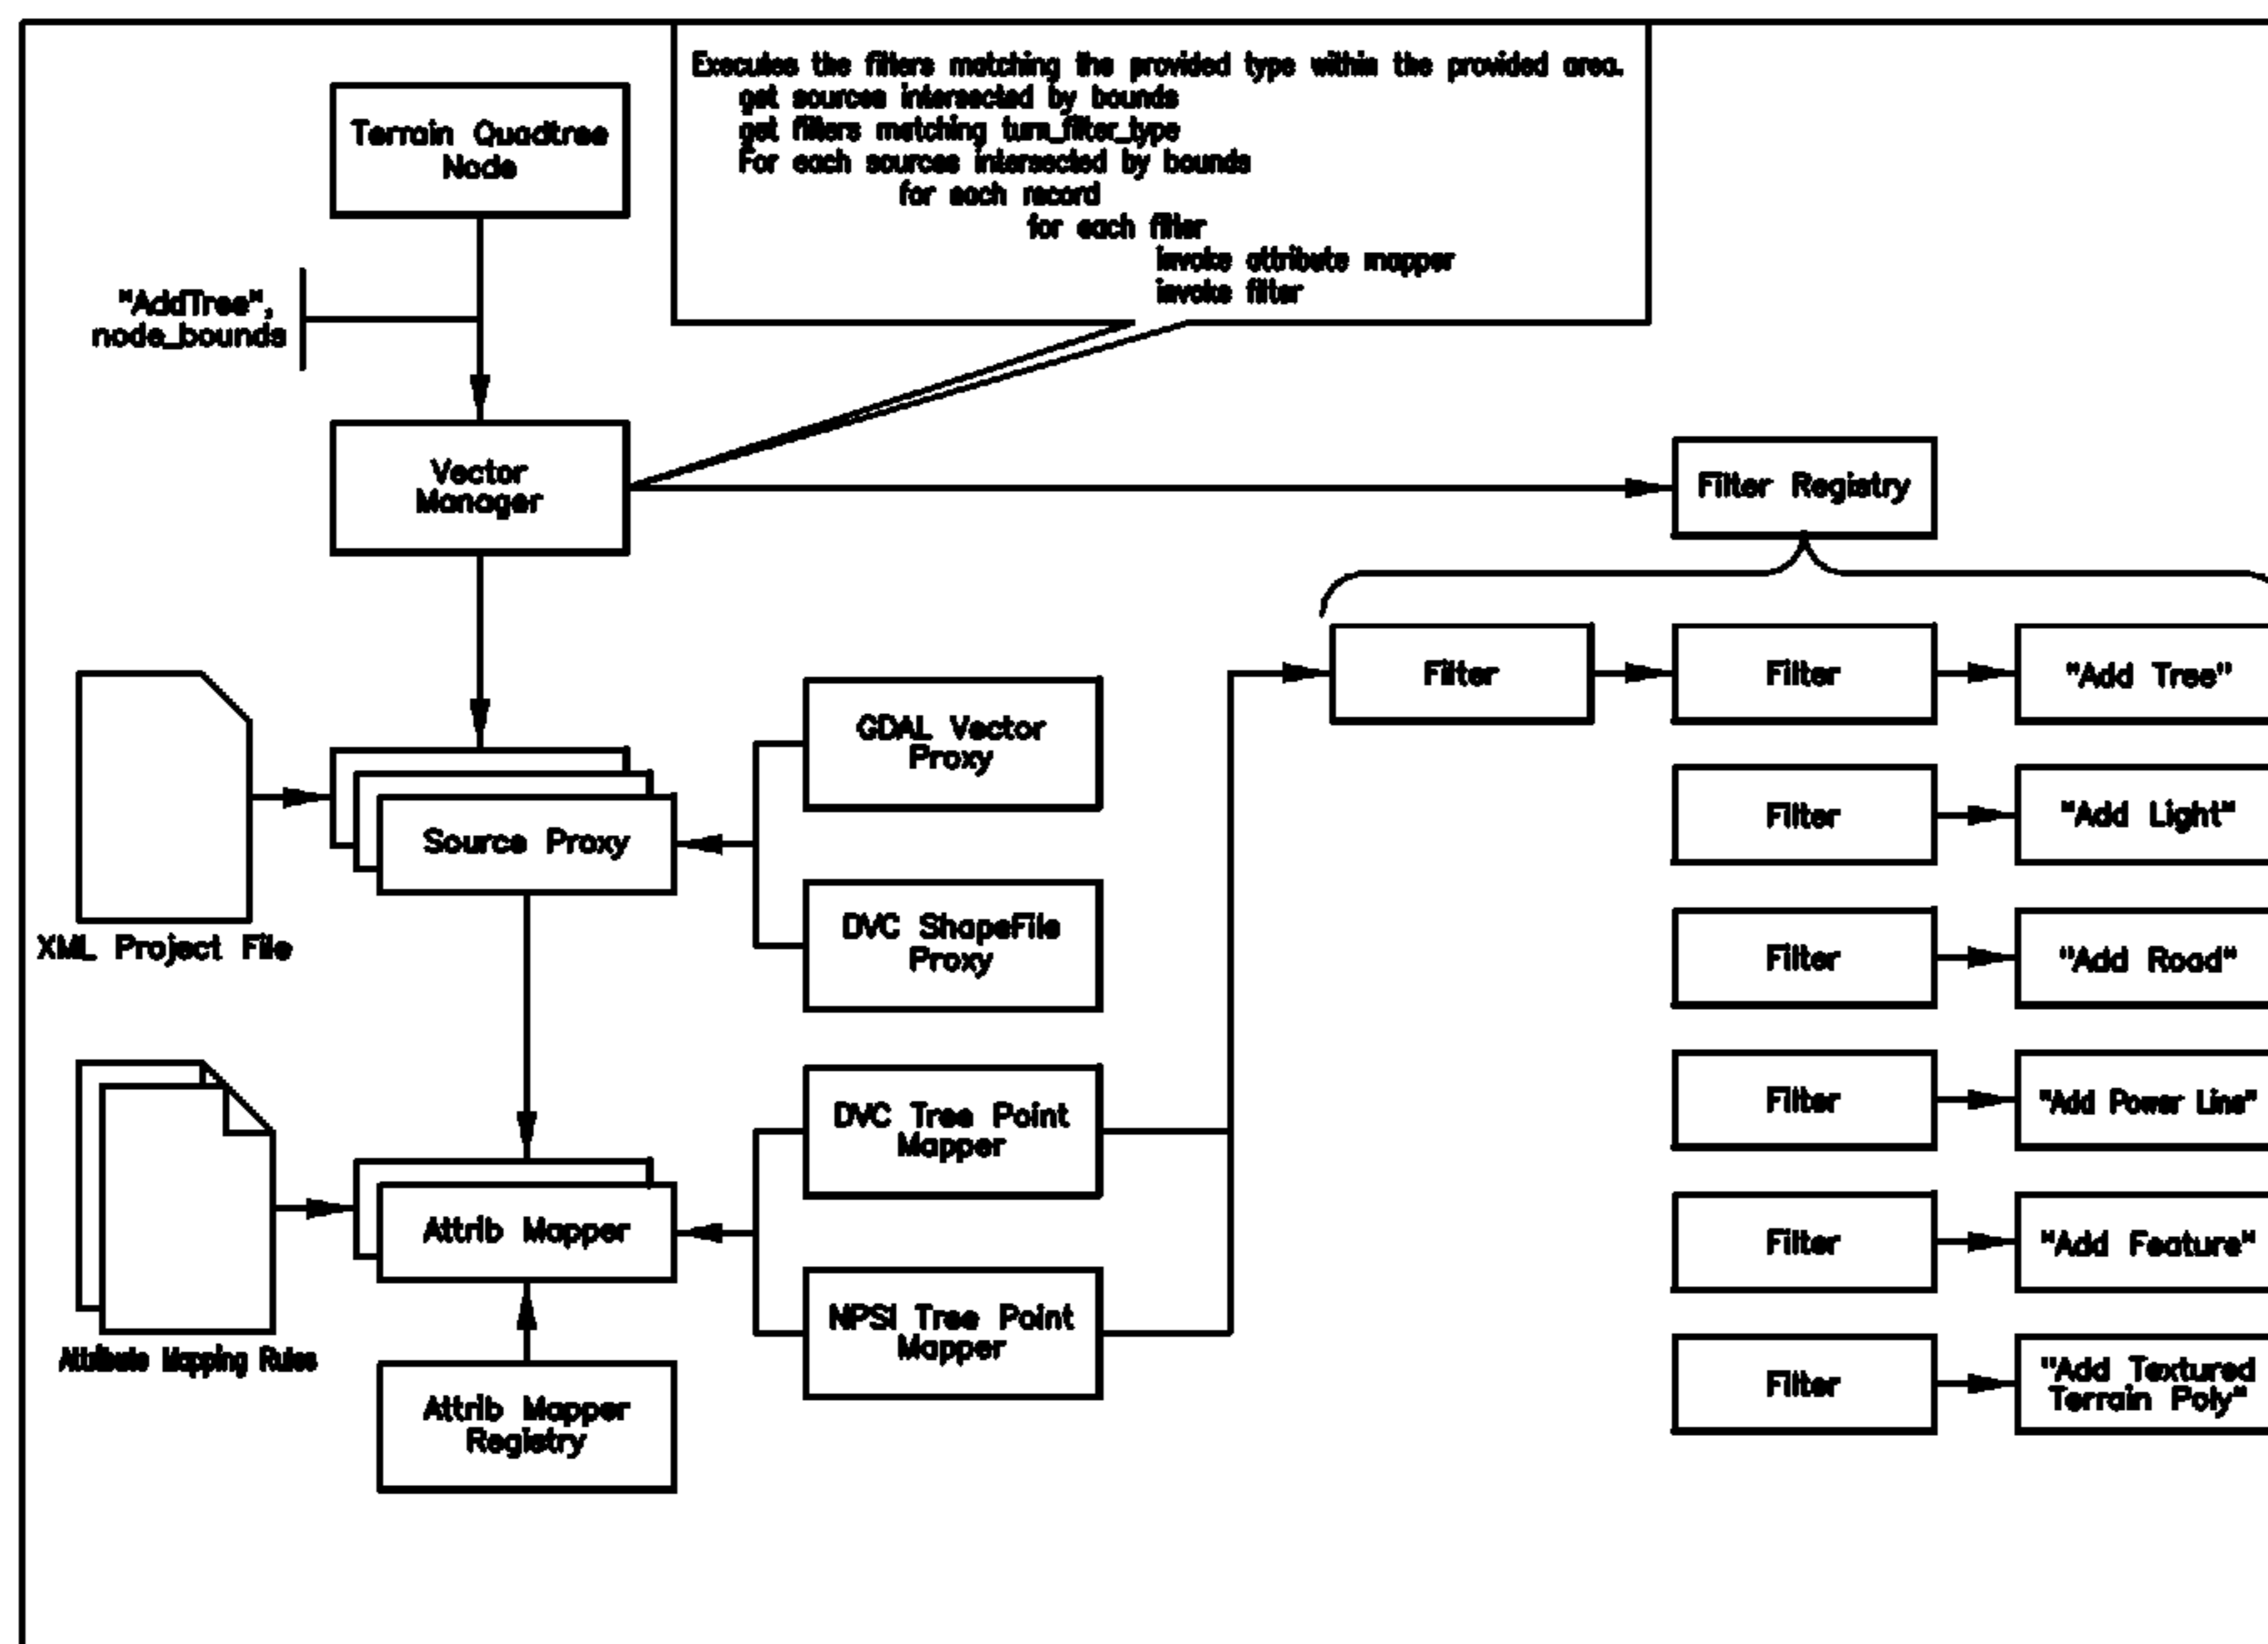 Executes the filters matching the provided type within the provided area.
get sources intersected by bounds
get filters matching turn_filter_type
For each sources intersected by bounds
for each record
for each filter
invoke attribute mapper
invoke filter
Terrain Quadtree
Node
"AddTree",
node_bounds
Vector
Manager
Filter Registry
Filter
Filter
"Add Tree"
GDAL Vector
Proxy
Filter
"Add Light"
Source Proxy
DVC ShapeFile
Proxy
XML Project File
Filter
"Add Road"
DVC Tree Point
Mapper
Filter
"Add Power Line"
Attrib Mapper
Filter
"Add Feature"
NPSI Tree Point
Mapper
Attribute Mapping Rules
Filter
"Add Textured
Terrain Poly"
Attrib Mapper
Registry